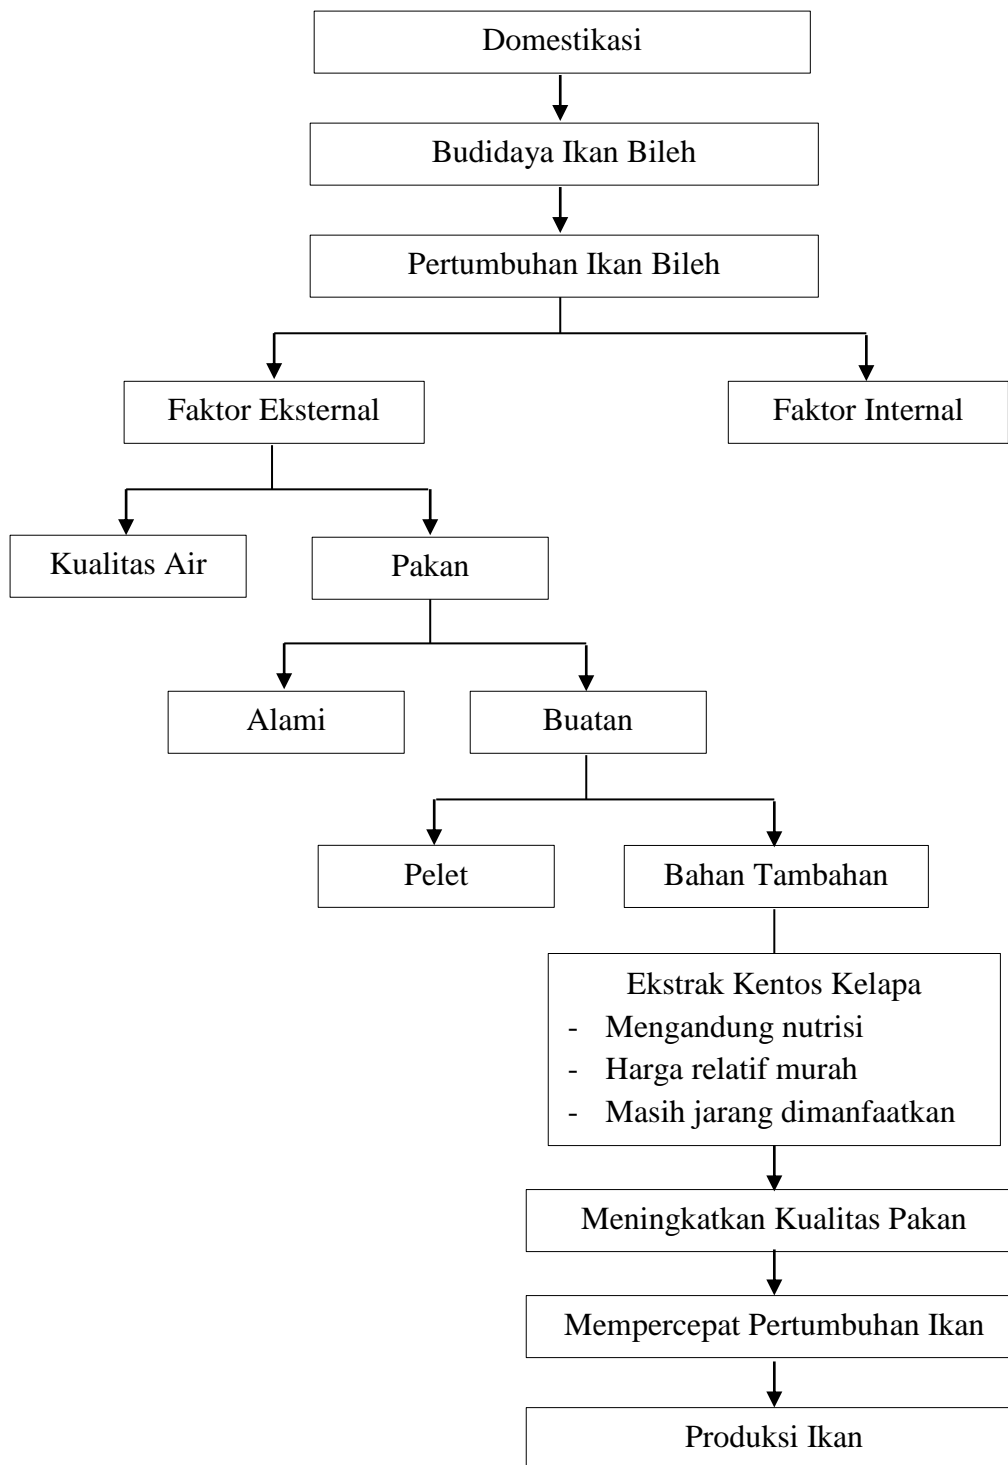 Domestikasi
Budidaya Ikan Bileh
Pertumbuhan Ikan Bileh
Faktor Eksternal
Faktor Internal
Kualitas Air
Pakan
Alami
Buatan
Pelet
Bahan Tambahan
Ekstrak Kentos Kelapa
- Mengandung nutrisi
- Harga relatif murah
- Masih jarang dimanfaatkan
Meningkatkan Kualitas Pakan
Mempercepat Pertumbuhan Ikan
Produksi Ikan